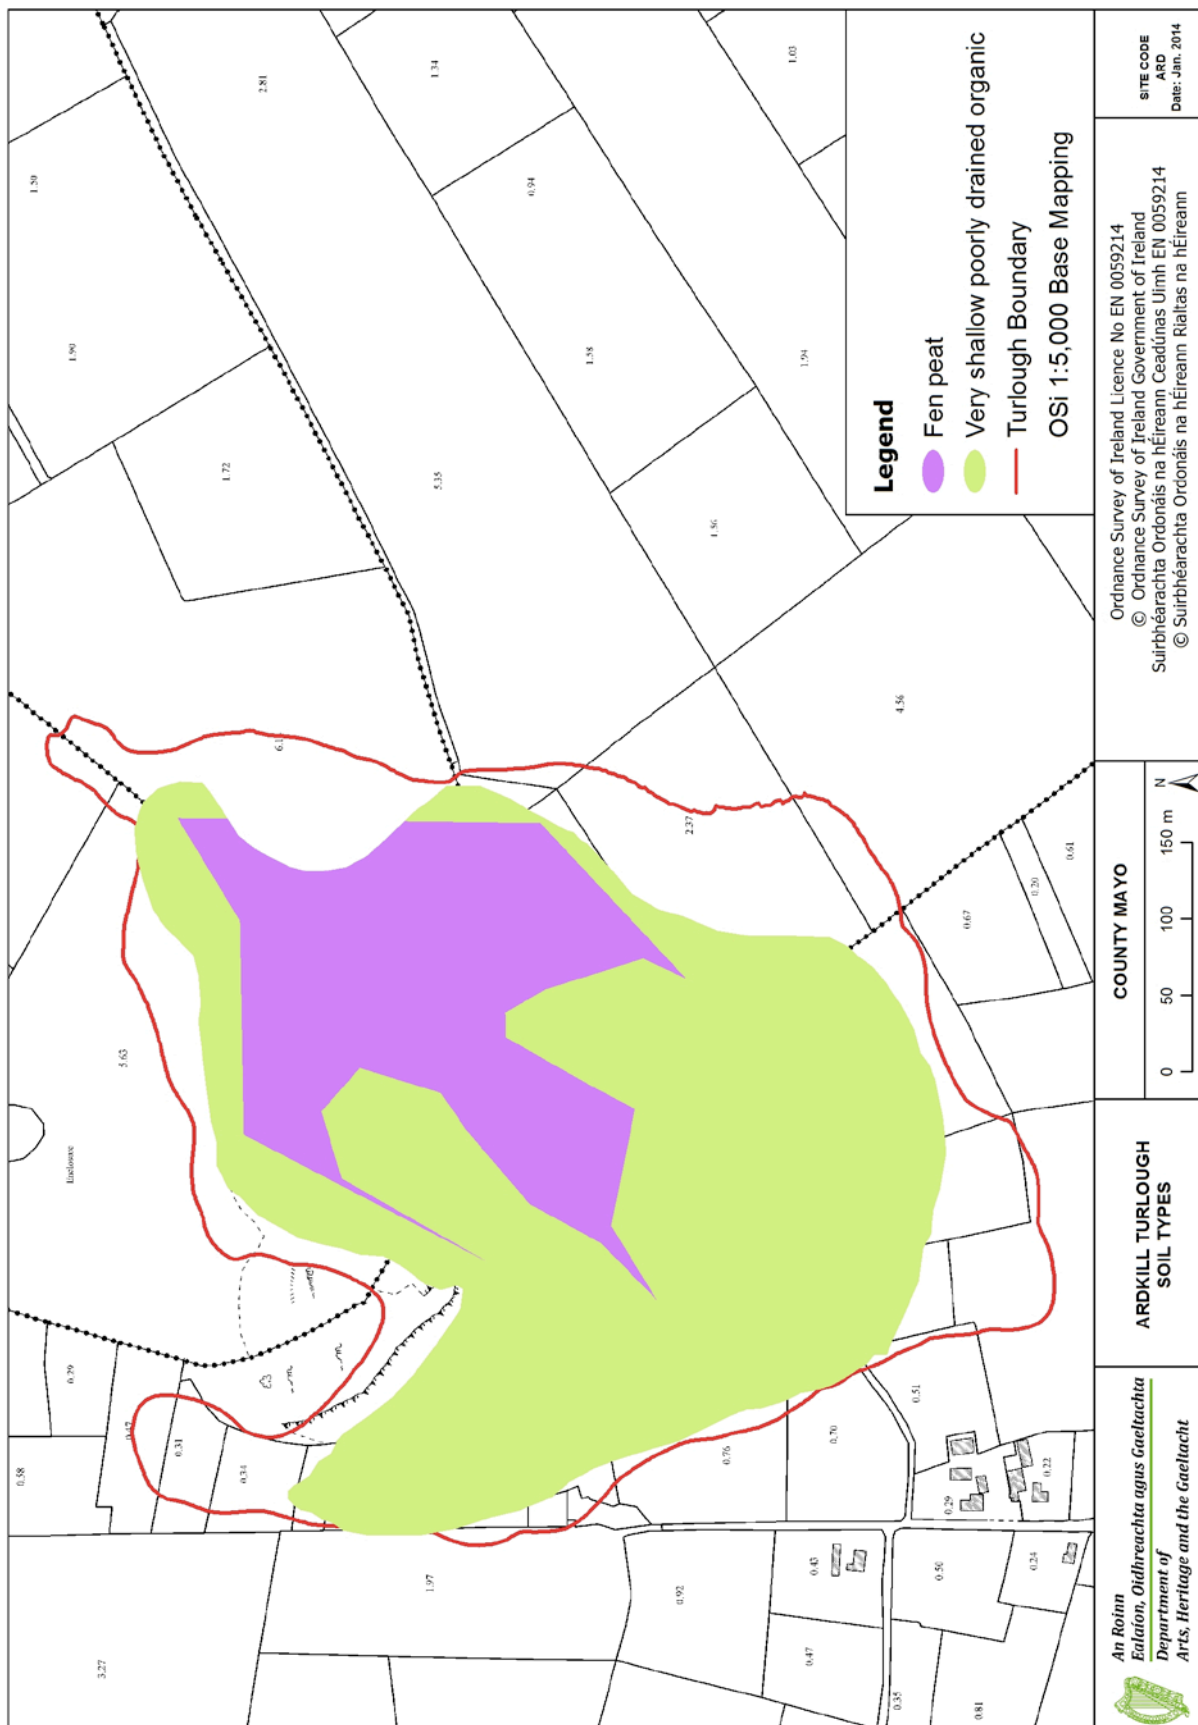 3.27
0.58
0.29
0.47
0.31
0.34
6.3
Enclosure
5.63
1.90
1.59
2.81
1.72
6.1
5.35
1.34
0.94
1.03
1.58
1.94
1.56
4.56
2.37
0.67
0.20
0.61
1.97
0.92
0.76
0.70
0.51
0.43
0.47
0.29
0.22
0.50
0.24
0.35
0.81
Legend
Fen peat
Very shallow poorly drained organic
Turlough Boundary
OSi 1:5,000 Base Mapping
An Roinn
Ealaíon, Oidhreachta agus Gaeltachta
Department of
Arts, Heritage and the Gaeltacht
ARDKILL TURLOUGH
SOIL TYPES
COUNTY MAYO
0 50 100 150 m
N
Ordnance Survey of Ireland Licence No EN 0059214
© Ordnance Survey of Ireland Government of Ireland
Suirbhéarachta Ordonáis na hÉireann Ceadúnas Uimh EN 0059214
© Suirbhéarachta Ordonáis na hÉireann Rialtas na hÉireann
SITE CODE
ARD
Date: Jan. 2014